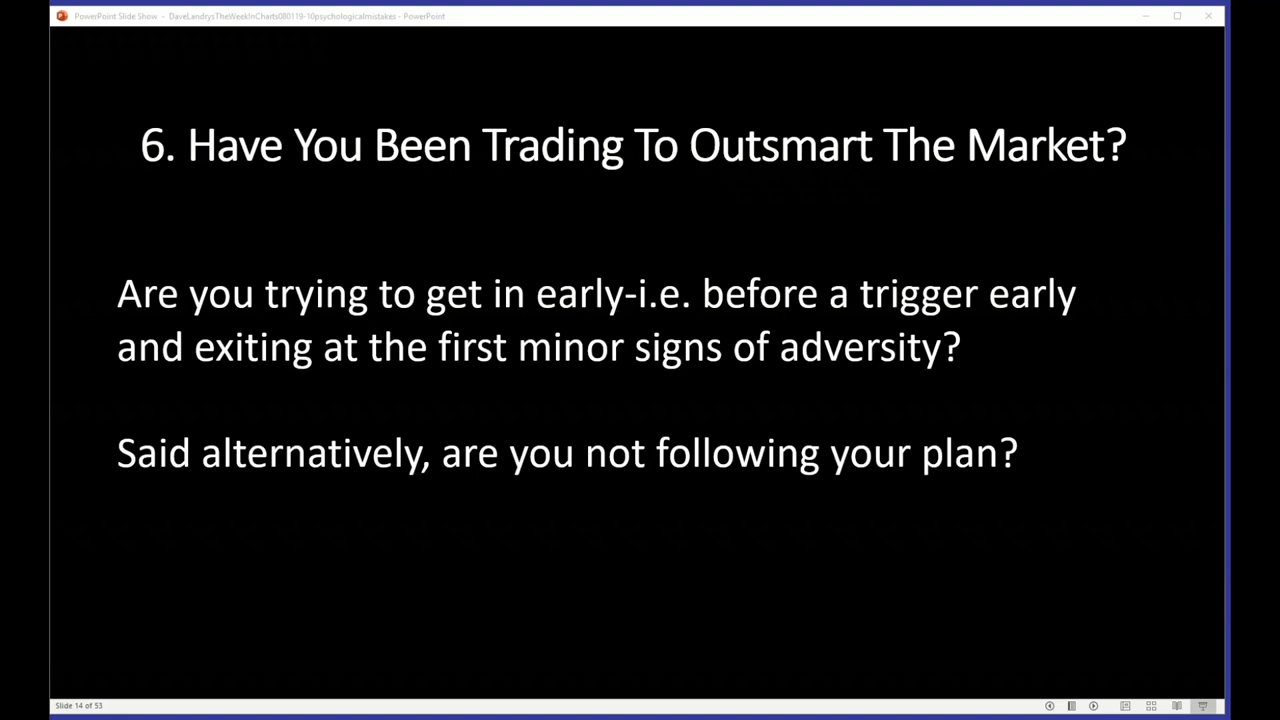 PowerPoint Slide Show - DaveLandrysTheWeekInCharts080119-10psychologicalmistakes - PowerPoint
6. Have You Been Trading To Outsmart The Market?
Are you trying to get in early-i.e. before a trigger early
and exiting at the first minor signs of adversity?
Said alternatively, are you not following your plan?
Slide 14 of 53